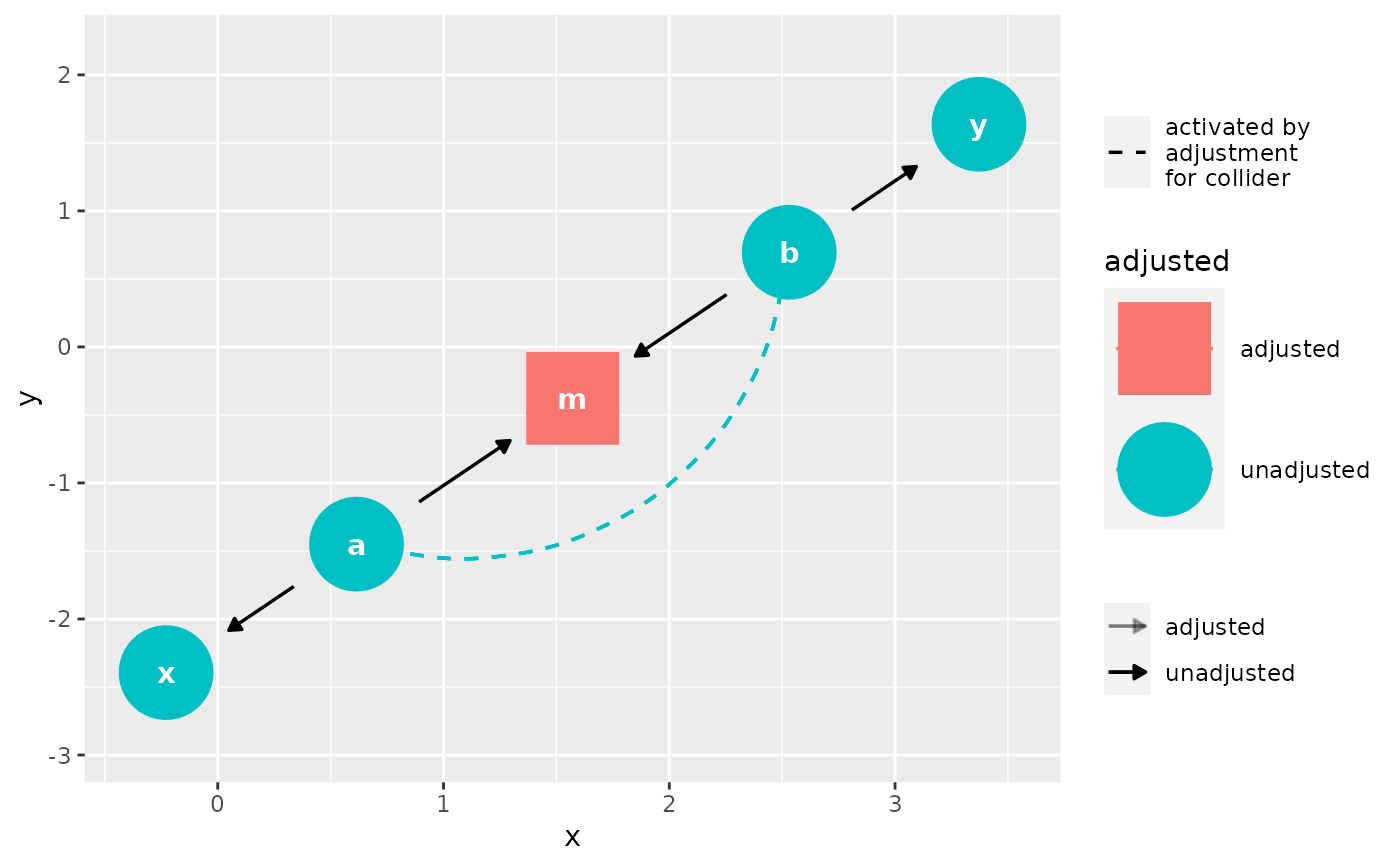 2
1
0
-1
-2
-3
y
y
b
m
a
x
0
1
2
3
x
activated by
adjustment
for collider
adjusted
adjusted
unadjusted
adjusted
unadjusted